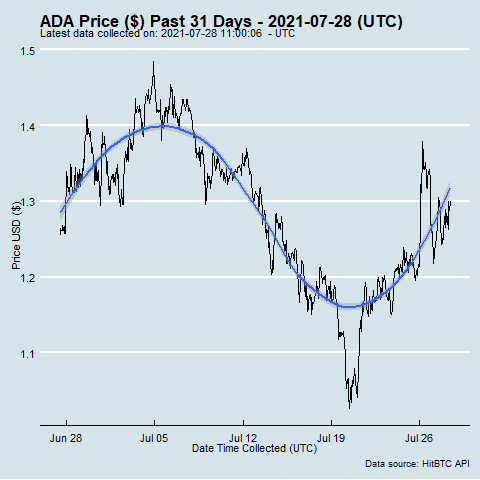 ADA Price ($) Past 31 Days - 2021-07-28 (UTC)
Latest data collected on: 2021-07-28 11:00:06 - UTC
1.5
1.4
1.3
1.2
1.1
Price USD ($)
Jun 28
Jul 05
Jul 12
Jul 19
Jul 26
Date Time Collected (UTC)
Data source: HitBTC API